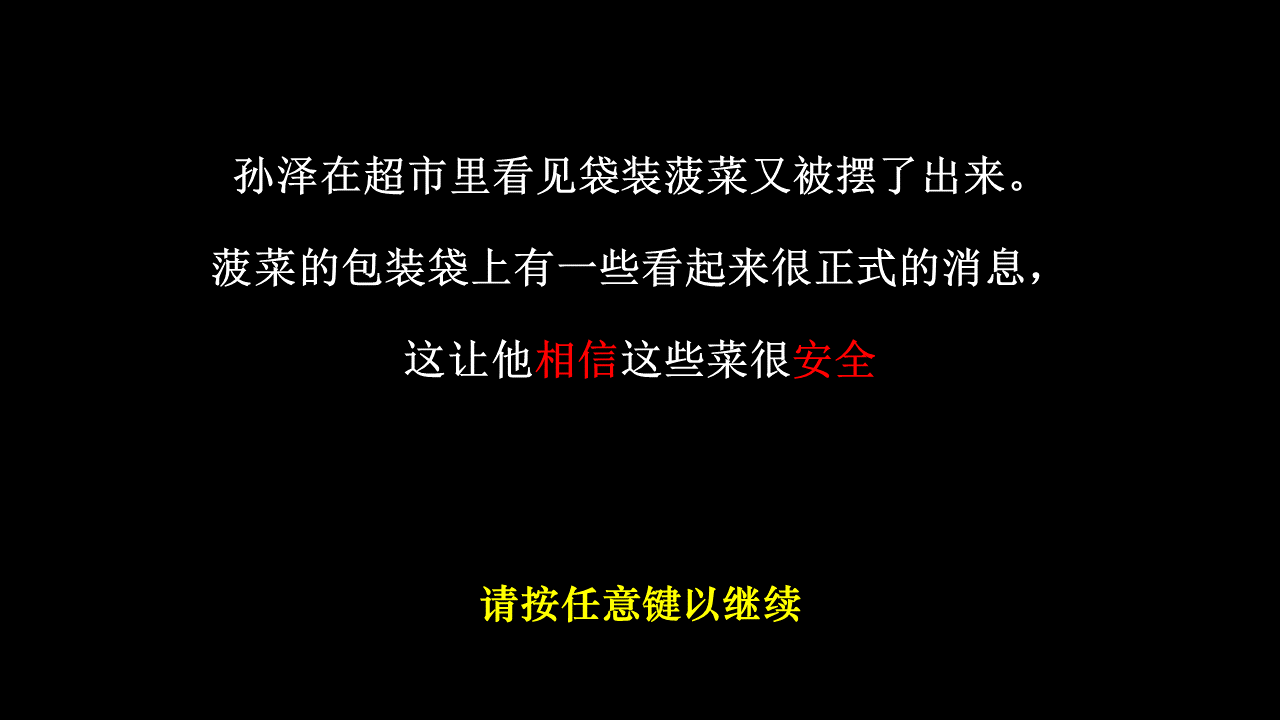 孙泽在超市里看见袋装菠菜又被摆了出来。
菠菜的包装袋上有一些看起来很正式的消息，
这让他相信这些菜很安全
请按任意键以继续